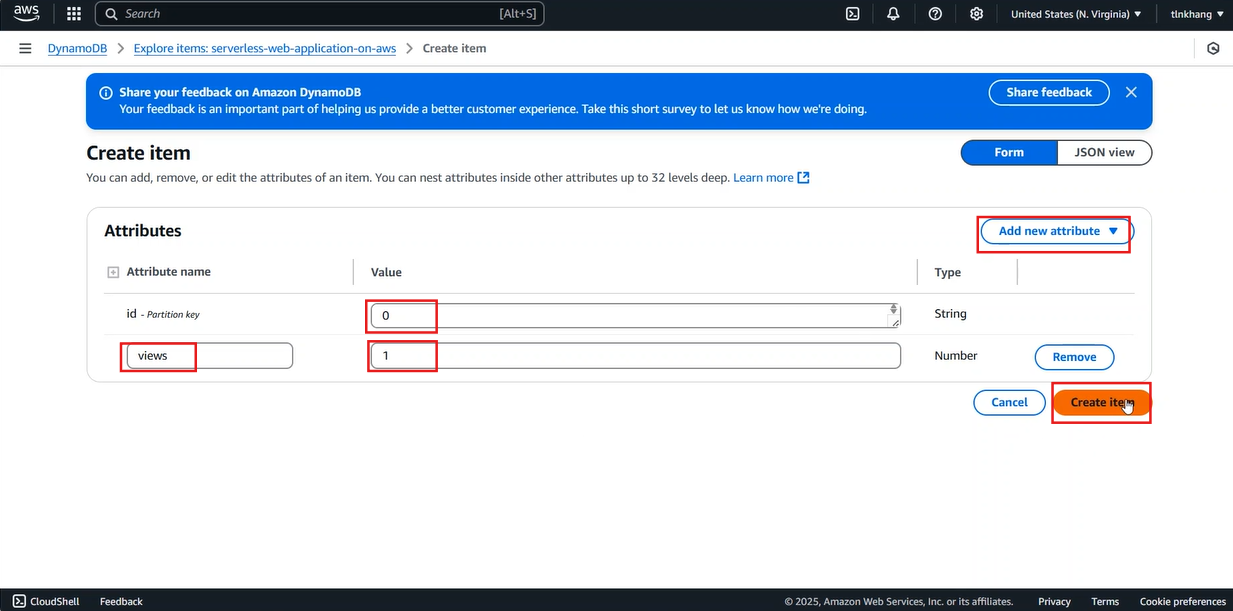 aws
Search [Alt+S]
United States (N. Virginia) ▼
tlnkhang ▼
DynamoDB > Explore items: serverless-web-application-on-aws > Create item
Share your feedback on Amazon DynamoDB
Your feedback is an important part of helping us provide a better customer experience. Take this short survey to let us know how we're doing.
Share feedback
Create item
Form
JSON view
You can add, remove, or edit the attributes of an item. You can nest attributes inside other attributes up to 32 levels deep. Learn more
Attributes
Add new attribute ▼
Attribute name Value Type
id - Partition key 0 String
views 1 Number Remove
Cancel Create item
CloudShell Feedback © 2025, Amazon Web Services, Inc. or its affiliates. Privacy Terms Cookie preferences